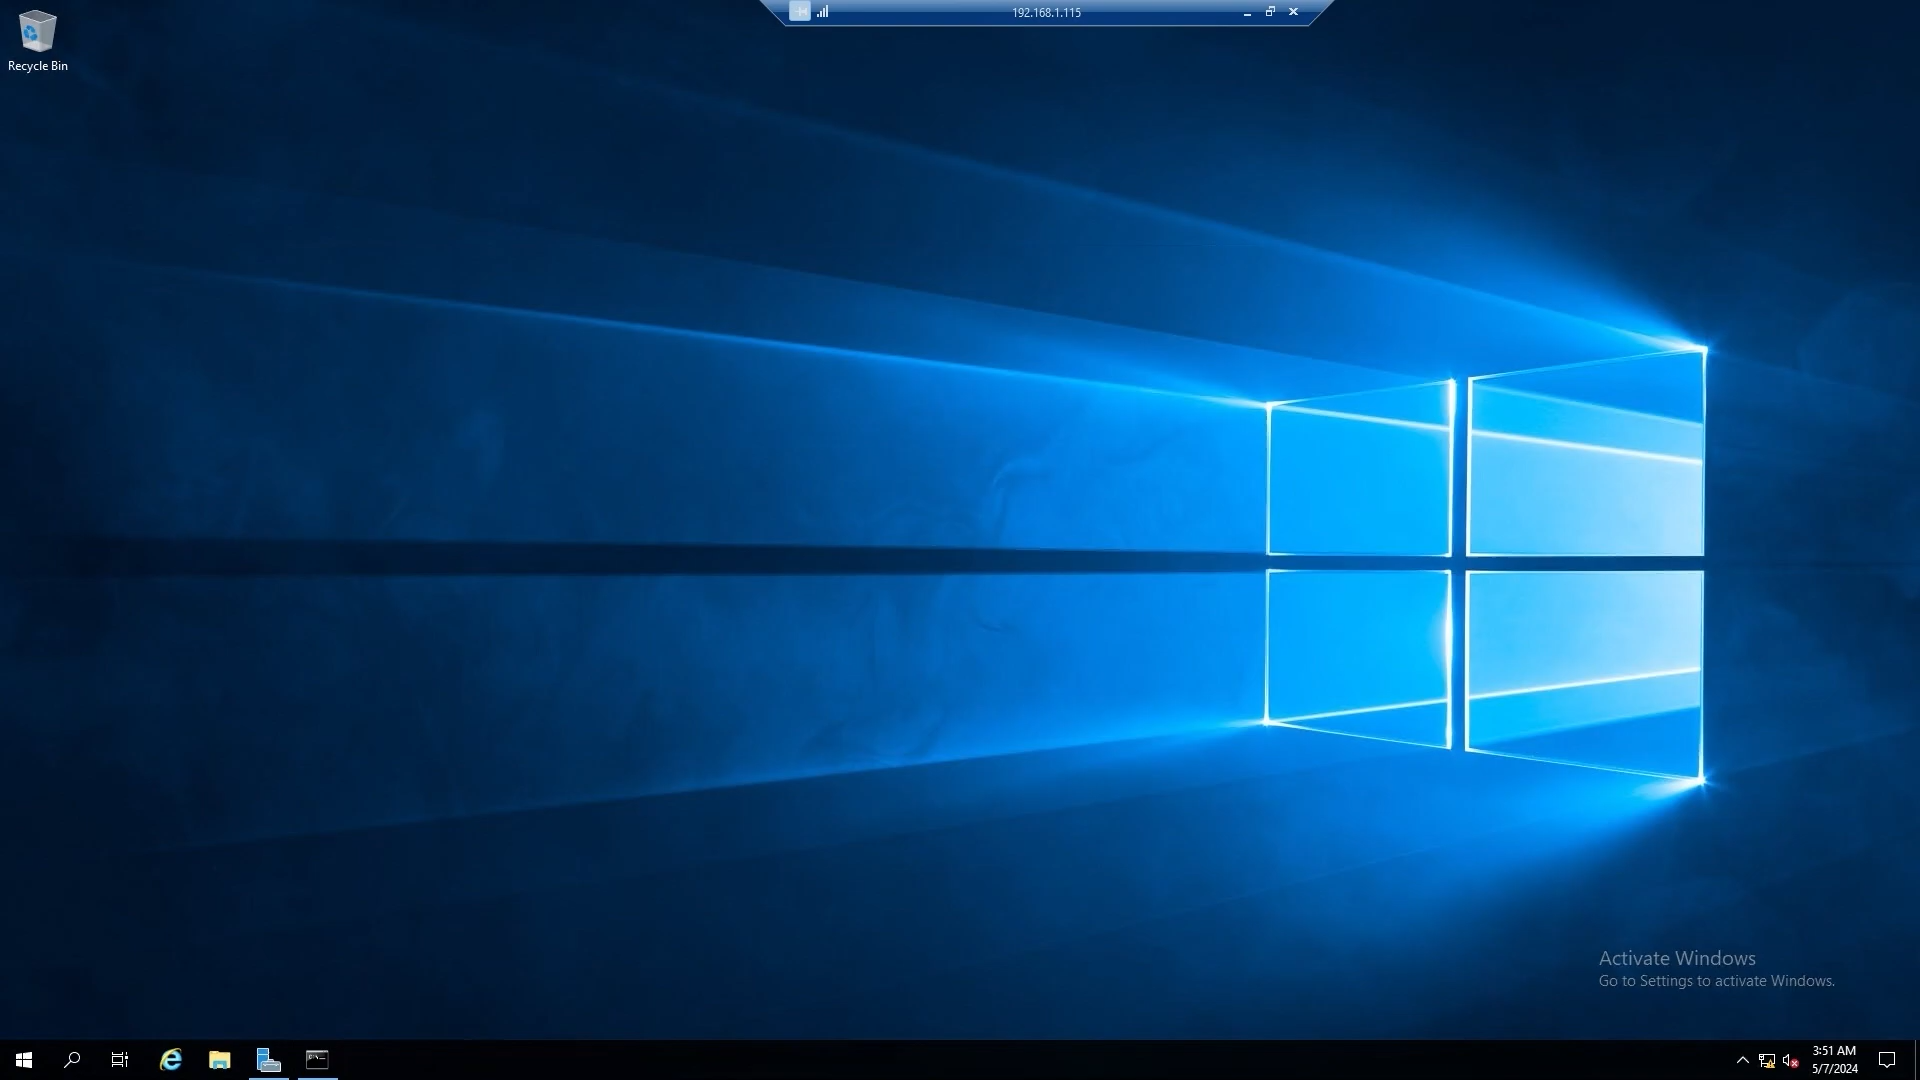 192.168.1.115
Recycle Bin
Activate Windows
Go to Settings to activate Windows.
3:51 AM
5/7/2024